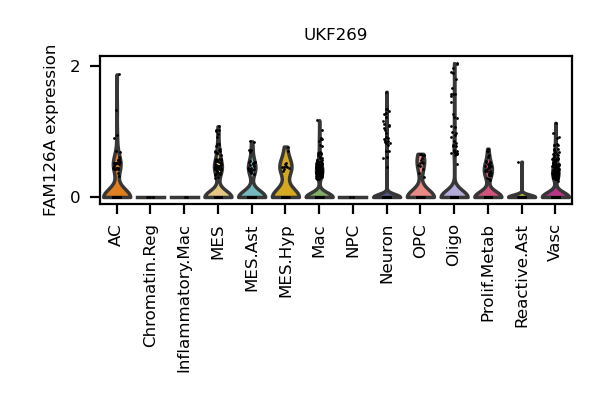 UKF269
FAM126A expression
2
0
AC
Chromatin.Reg
Inflammatory.Mac
MES
MES.Ast
MES.Hyp
Mac
NPC
Neuron
OPC
Oligo
Prolif.Metab
Reactive.Ast
Vasc